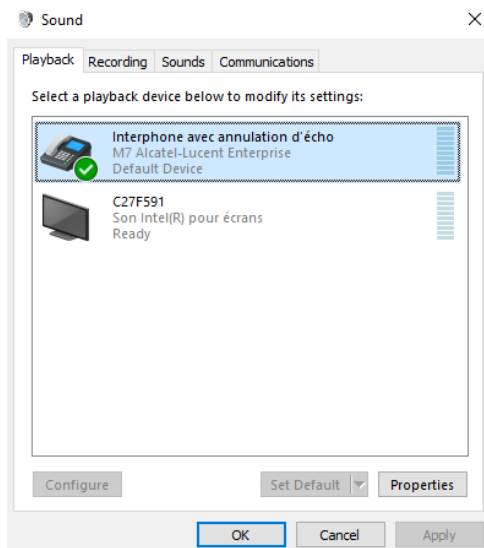 Sound
Playback Recording Sounds Communications
Select a playback device below to modify its settings:
Interphone avec annulation d'écho
M7 Alcatel-Lucent Enterprise
Default Device
C27F591
Son Intel(R) pour écrans
Ready
Configure Set Default Properties
OK Cancel Apply